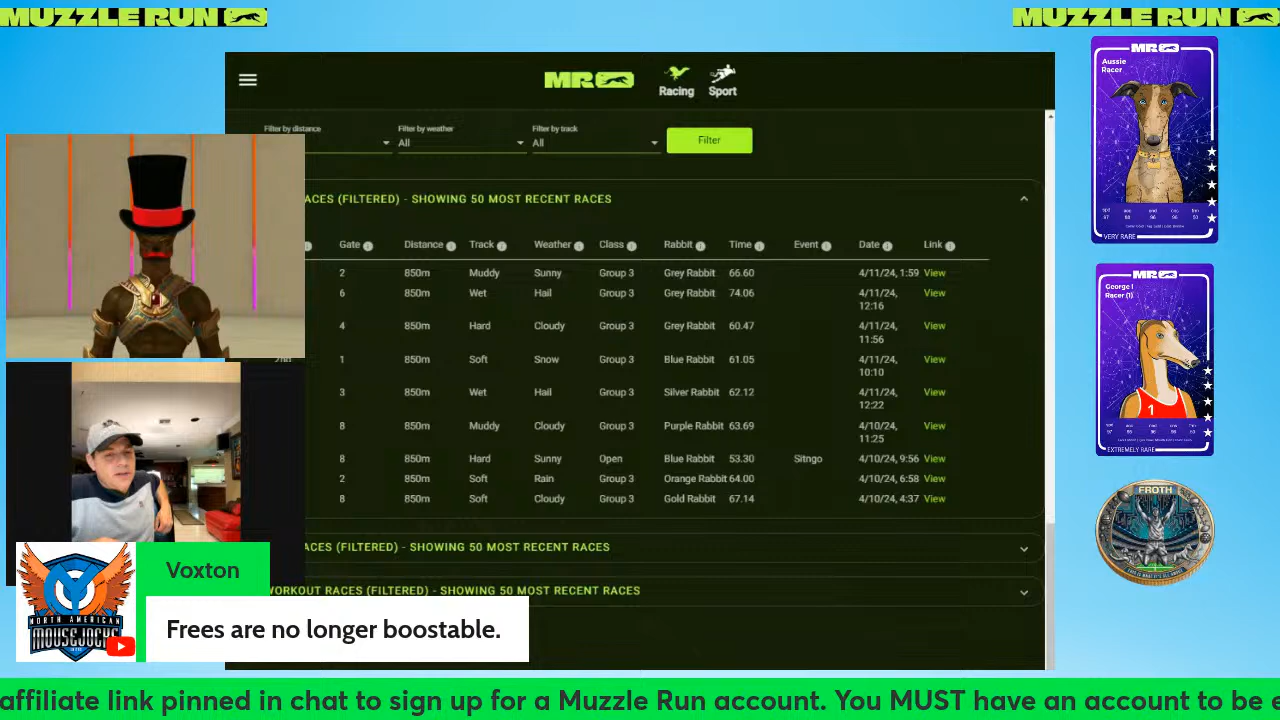 MUZZLE RUN
MUZZLE RUN
MR
Racing
Sport
Filter by distance
Filter by weather
Filter by track
All
All
Filter
ACES (FILTERED) - SHOWING 50 MOST RECENT RACES
Gate Distance Track Weather Class Rabbit Time Event Date Link
2 850m Muddy Sunny Group 3 Grey Rabbit 66.60 4/11/24, 1:59 View
6 850m Wet Hail Group 3 Grey Rabbit 74.06 4/11/24, 12:16 View
4 850m Hard Cloudy Group 3 Grey Rabbit 60.47 4/11/24, 11:56 View
1 850m Soft Snow Group 3 Blue Rabbit 61.05 4/11/24, 10:10 View
3 850m Wet Hail Group 3 Silver Rabbit 62.12 4/11/24, 12:22 View
8 850m Muddy Cloudy Group 3 Purple Rabbit 63.69 4/10/24, 11:25 View
8 850m Hard Sunny Open Blue Rabbit 53.30 Sitngo 4/10/24, 9:56 View
2 850m Soft Rain Group 3 Orange Rabbit 64.00 4/10/24, 6:58 View
8 850m Soft Cloudy Group 3 Gold Rabbit 67.14 4/10/24, 4:37 View
ACES (FILTERED) - SHOWING 50 MOST RECENT RACES
WORKOUT RACES (FILTERED) - SHOWING 50 MOST RECENT RACES
MR
Aussie
Racer
VERY RARE
MR
George I
Racer (1)
1
EXTREMELY RARE
FROTH
NORTH AMERICAN
MOUSEJOCKS
Voxton
Frees are no longer boostable.
affiliate link pinned in chat to sign up for a Muzzle Run account. You MUST have an account to be e